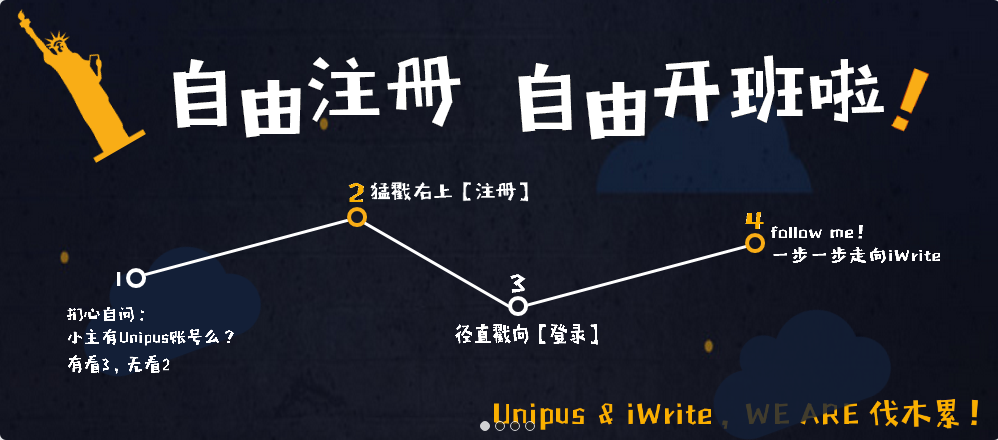 自由注册 自由开班啦！
2 猛戳右上［注册］
4
follow me!
一步一步走向iWrite
1
3
扪心自问：
小主有Unipus账号么？
有看3，无看2
径直戳向［登录］
Unipus & iWrite，WE ARE 伐木累！